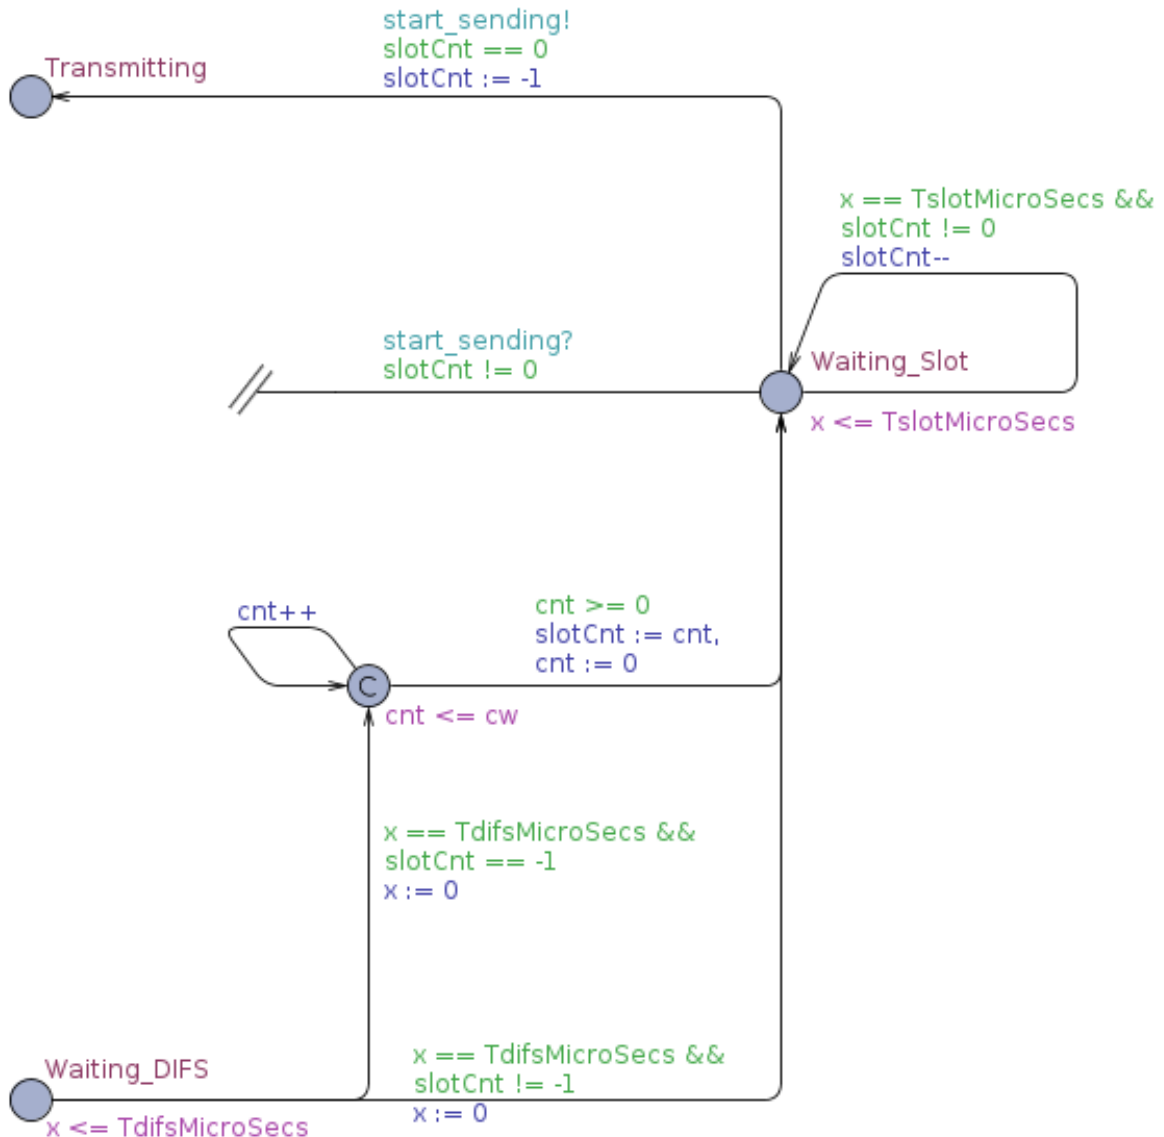 start_sending!
slotCnt == 0
slotCnt := -1
Transmitting
x == TslotMicroSecs &&
slotCnt != 0
slotCnt--
start_sending?
slotCnt != 0
Waiting_Slot
x <= TslotMicroSecs
cnt++
cnt >= 0
slotCnt := cnt,
cnt := 0
C
cnt <= cw
x == TdifsMicroSecs &&
slotCnt == -1
x := 0
Waiting_DIFS
x <= TdifsMicroSecs
x == TdifsMicroSecs &&
slotCnt != -1
x := 0